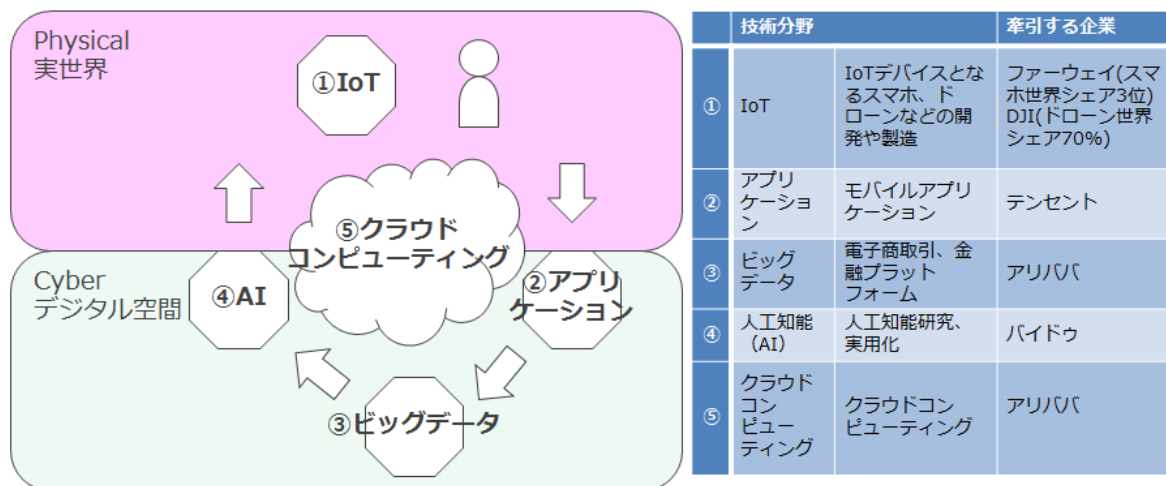 Physical
実世界
①IoT
⑤クラウド
コンピューティング
Cyber
デジタル空間
④AI
②アプリ
ケーション
③ビッグデータ
技術分野
牽引する企業
①
IoT
IoTデバイスとな
るスマホ、ド
ローンなどの開
発や製造
ファーウェイ(スマ
ホ世界シェア3位)
DJI(ドローン世界
シェア70%)
②
アプリ
ケーショ
ン
モバイルアプリ
ケーション
テンセント
③
ビッグ
データ
電子商取引、金
融プラット
フォーム
アリババ
④
人工知能
（AI）
人工知能研究、
実用化
バイドゥ
⑤
クラウド
コン
ピュー
ティング
クラウドコン
ピューティング
アリババ